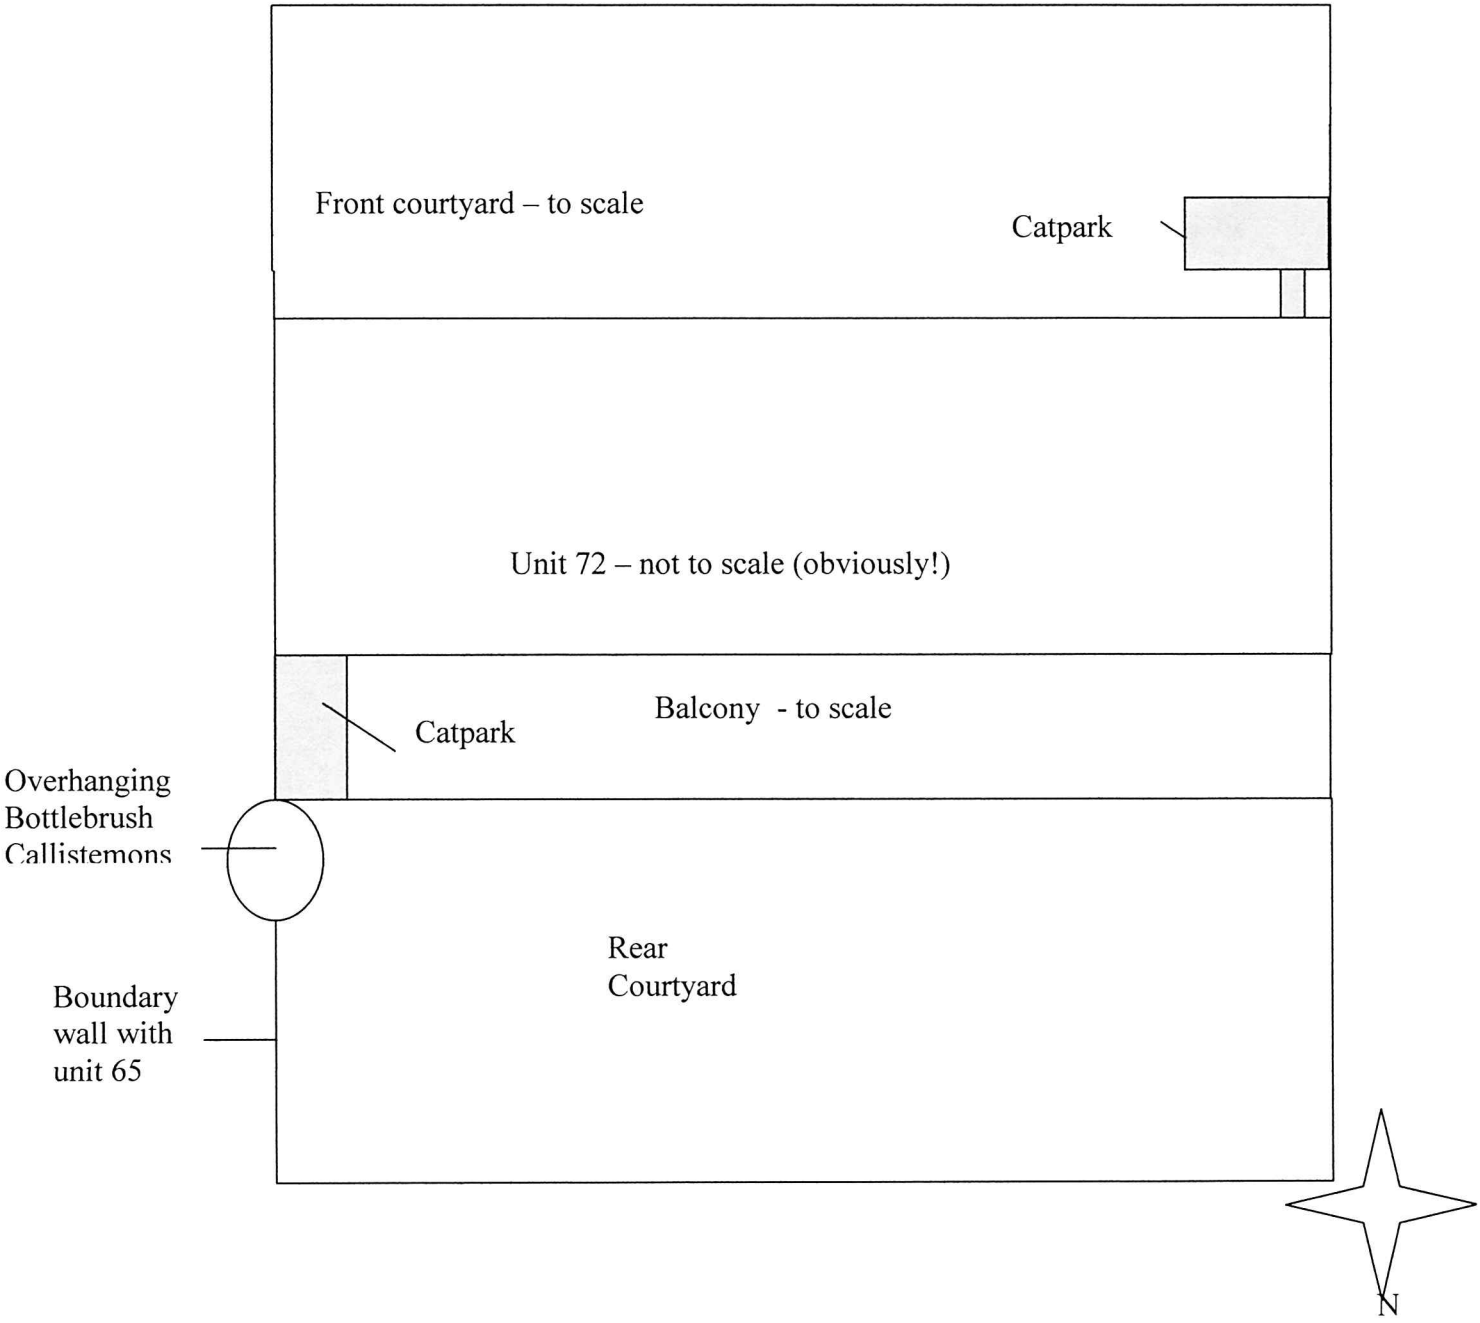 Front courtyard – to scale
Catpark
Unit 72 – not to scale (obviously!)
Balcony - to scale
Catpark
Overhanging
Bottlebrush
Callistemons
Rear
Courtyard
Boundary
wall with
unit 65
N